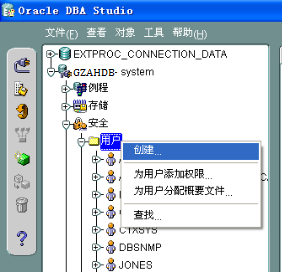 Oracle DBA Studio
文件(F) 查看 对象 工具 帮助(H)
EXTPROC_CONNECTION_DATA
GZAHDB- system
例程
存储
安全
用户
创建...
为用户添加权限...
为用户分配概要文件...
查找...
CTXSYS
DBSNMP
JONES